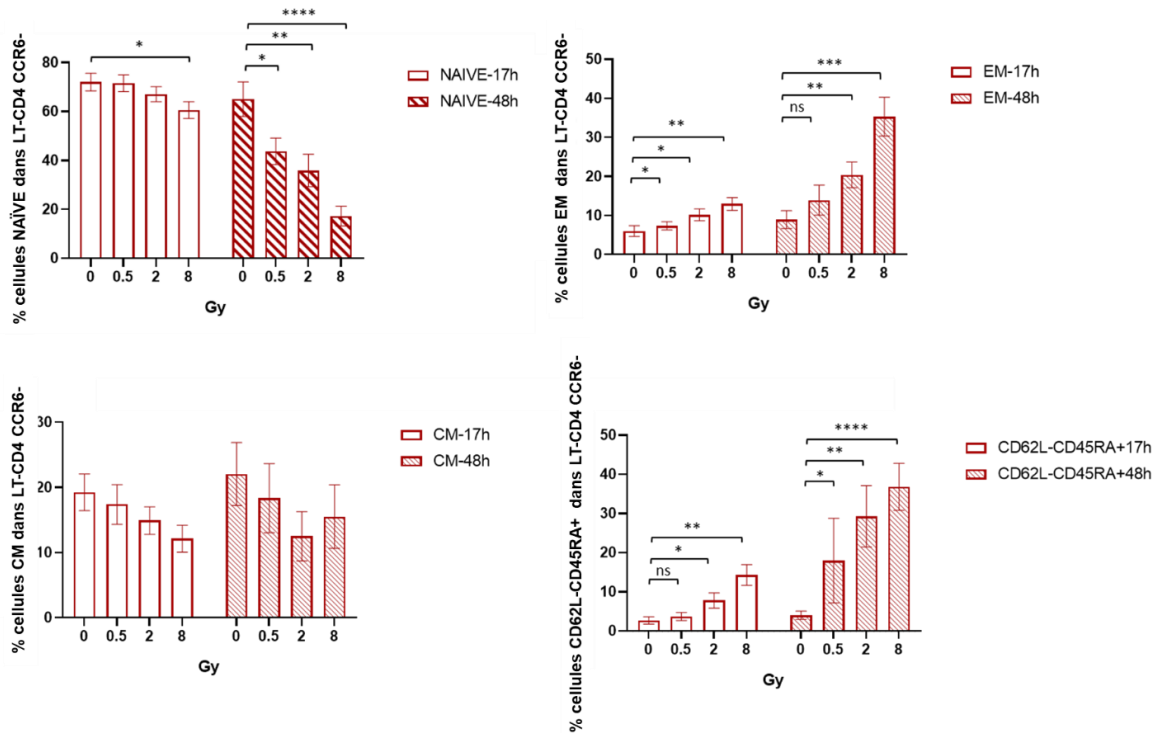 % cellules NAÏVE dans LT-CD4 CCR6-
80
60
40
20
0
*
****
**
*
NAIVE-17h
NAIVE-48h
0 0.5 2 8 0 0.5 2 8
Gy
% cellules EM dans LT-CD4 CCR6-
50
40
30
20
10
0
**
*
*
***
**
ns
EM-17h
EM-48h
0 0.5 2 8 0 0.5 2 8
Gy
% cellules CM dans LT-CD4 CCR6-
30
20
10
0
CM-17h
CM-48h
0 0.5 2 8 0 0.5 2 8
Gy
% cellules CD62L-CD45RA+ dans LT-CD4 CCR6-
50
40
30
20
10
0
**
*
ns
****
**
*
CD62L-CD45RA+17h
CD62L-CD45RA+48h
0 0.5 2 8 0 0.5 2 8
Gy